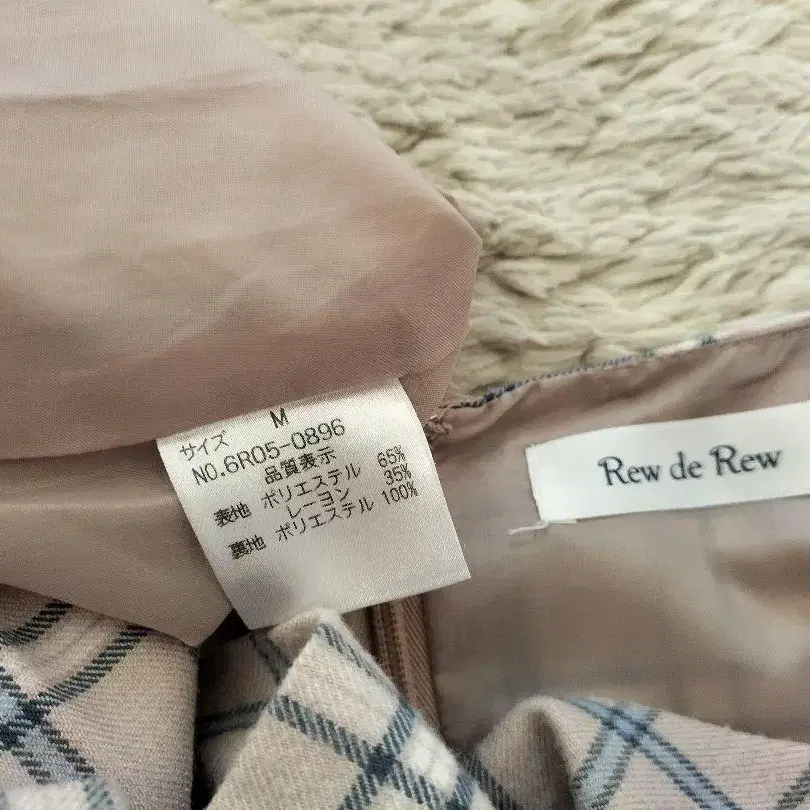 サイズ M
NO.6R05-0896
品質表示
表地 ポリエステル 65%
レーヨン 35%
裏地 ポリエステル 100%
Rew de Rew